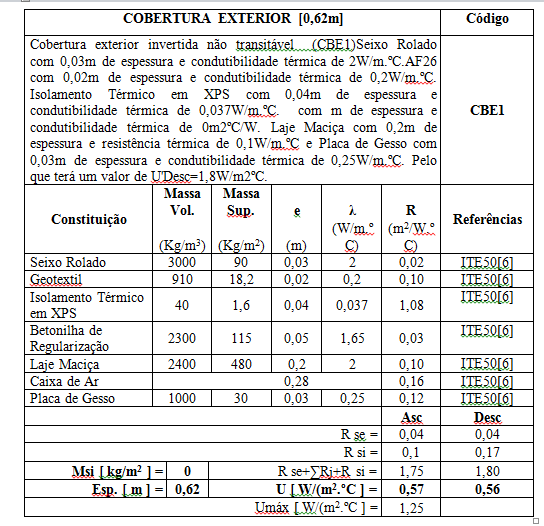 COBERTURA EXTERIOR [0,62m] Código
Cobertura exterior invertida não transitável (CBE1)Seixo Rolado
com 0,03m de espessura e condutibilidade térmica de 2W/m.ºC.AF26
com 0,02m de espessura e condutibilidade térmica de 0,2W/m.ºC.
Isolamento Térmico em XPS com 0,04m de espessura e
condutibilidade térmica de 0,037W/m.ºC. com m de espessura e
condutibilidade térmica de 0m2ºC/W. Laje Maciça com 0,2m de
espessura e resistência térmica de 0,1W/m.ºC e Placa de Gesso com
0,03m de espessura e condutibilidade térmica de 0,25W/m.ºC. Pelo
que terá um valor de U'Desc=1,8W/m2ºC.
CBE1
Constituição Massa Vol. (Kg/m³) Massa Sup. (Kg/m²) e (m) λ (W/m.º C) R (m²/W.º C) Referências
Seixo Rolado 3000 90 0,03 2 0,02 ITE50[6]
Geotextil 910 18,2 0,02 0,2 0,10 ITE50[6]
Isolamento Térmico em XPS 40 1,6 0,04 0,037 1,08 ITE50[6]
Betonilha de Regularização 2300 115 0,05 1,65 0,03 ITE50[6]
Laje Maciça 2400 480 0,2 2 0,10 ITE50[6]
Caixa de Ar 0,28 0,16 ITE50[6]
Placa de Gesso 1000 30 0,03 0,25 0,12 ITE50[6]
Asc Desc
R se = 0,04 0,04
R si = 0,1 0,17
Msi [ kg/m² ] = 0 R se+∑Rj+R si = 1,75 1,80
Esp. [ m ] = 0,62 U [ W/(m².ºC ] = 0,57 0,56
Umáx [ W/(m².ºC ] = 1,25